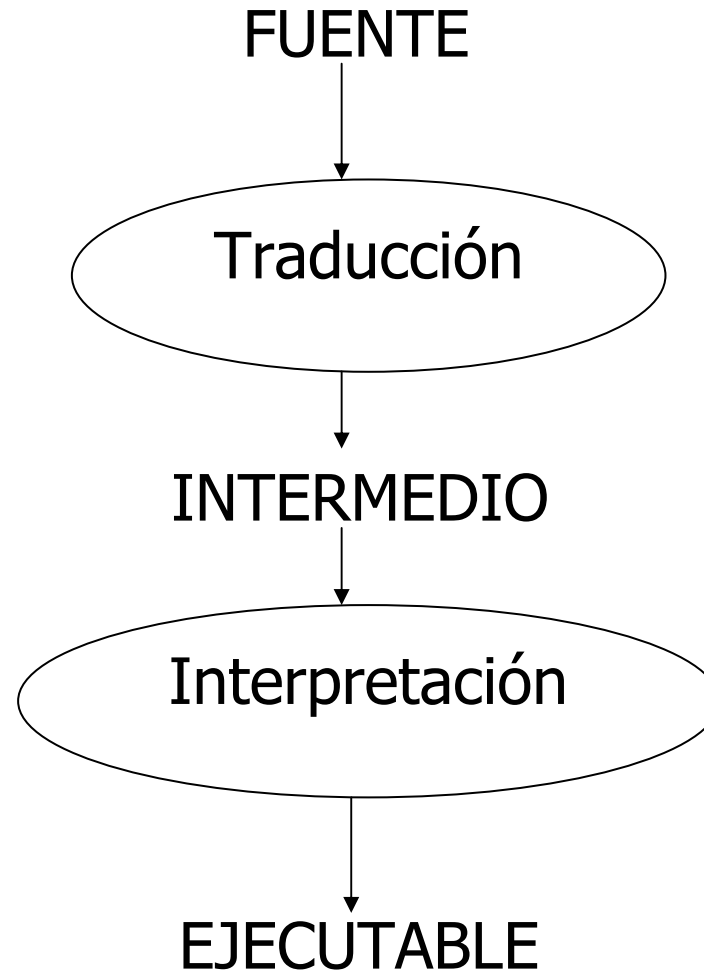 FUENTE
Traducción
INTERMEDIO
Interpretación
EJECUTABLE